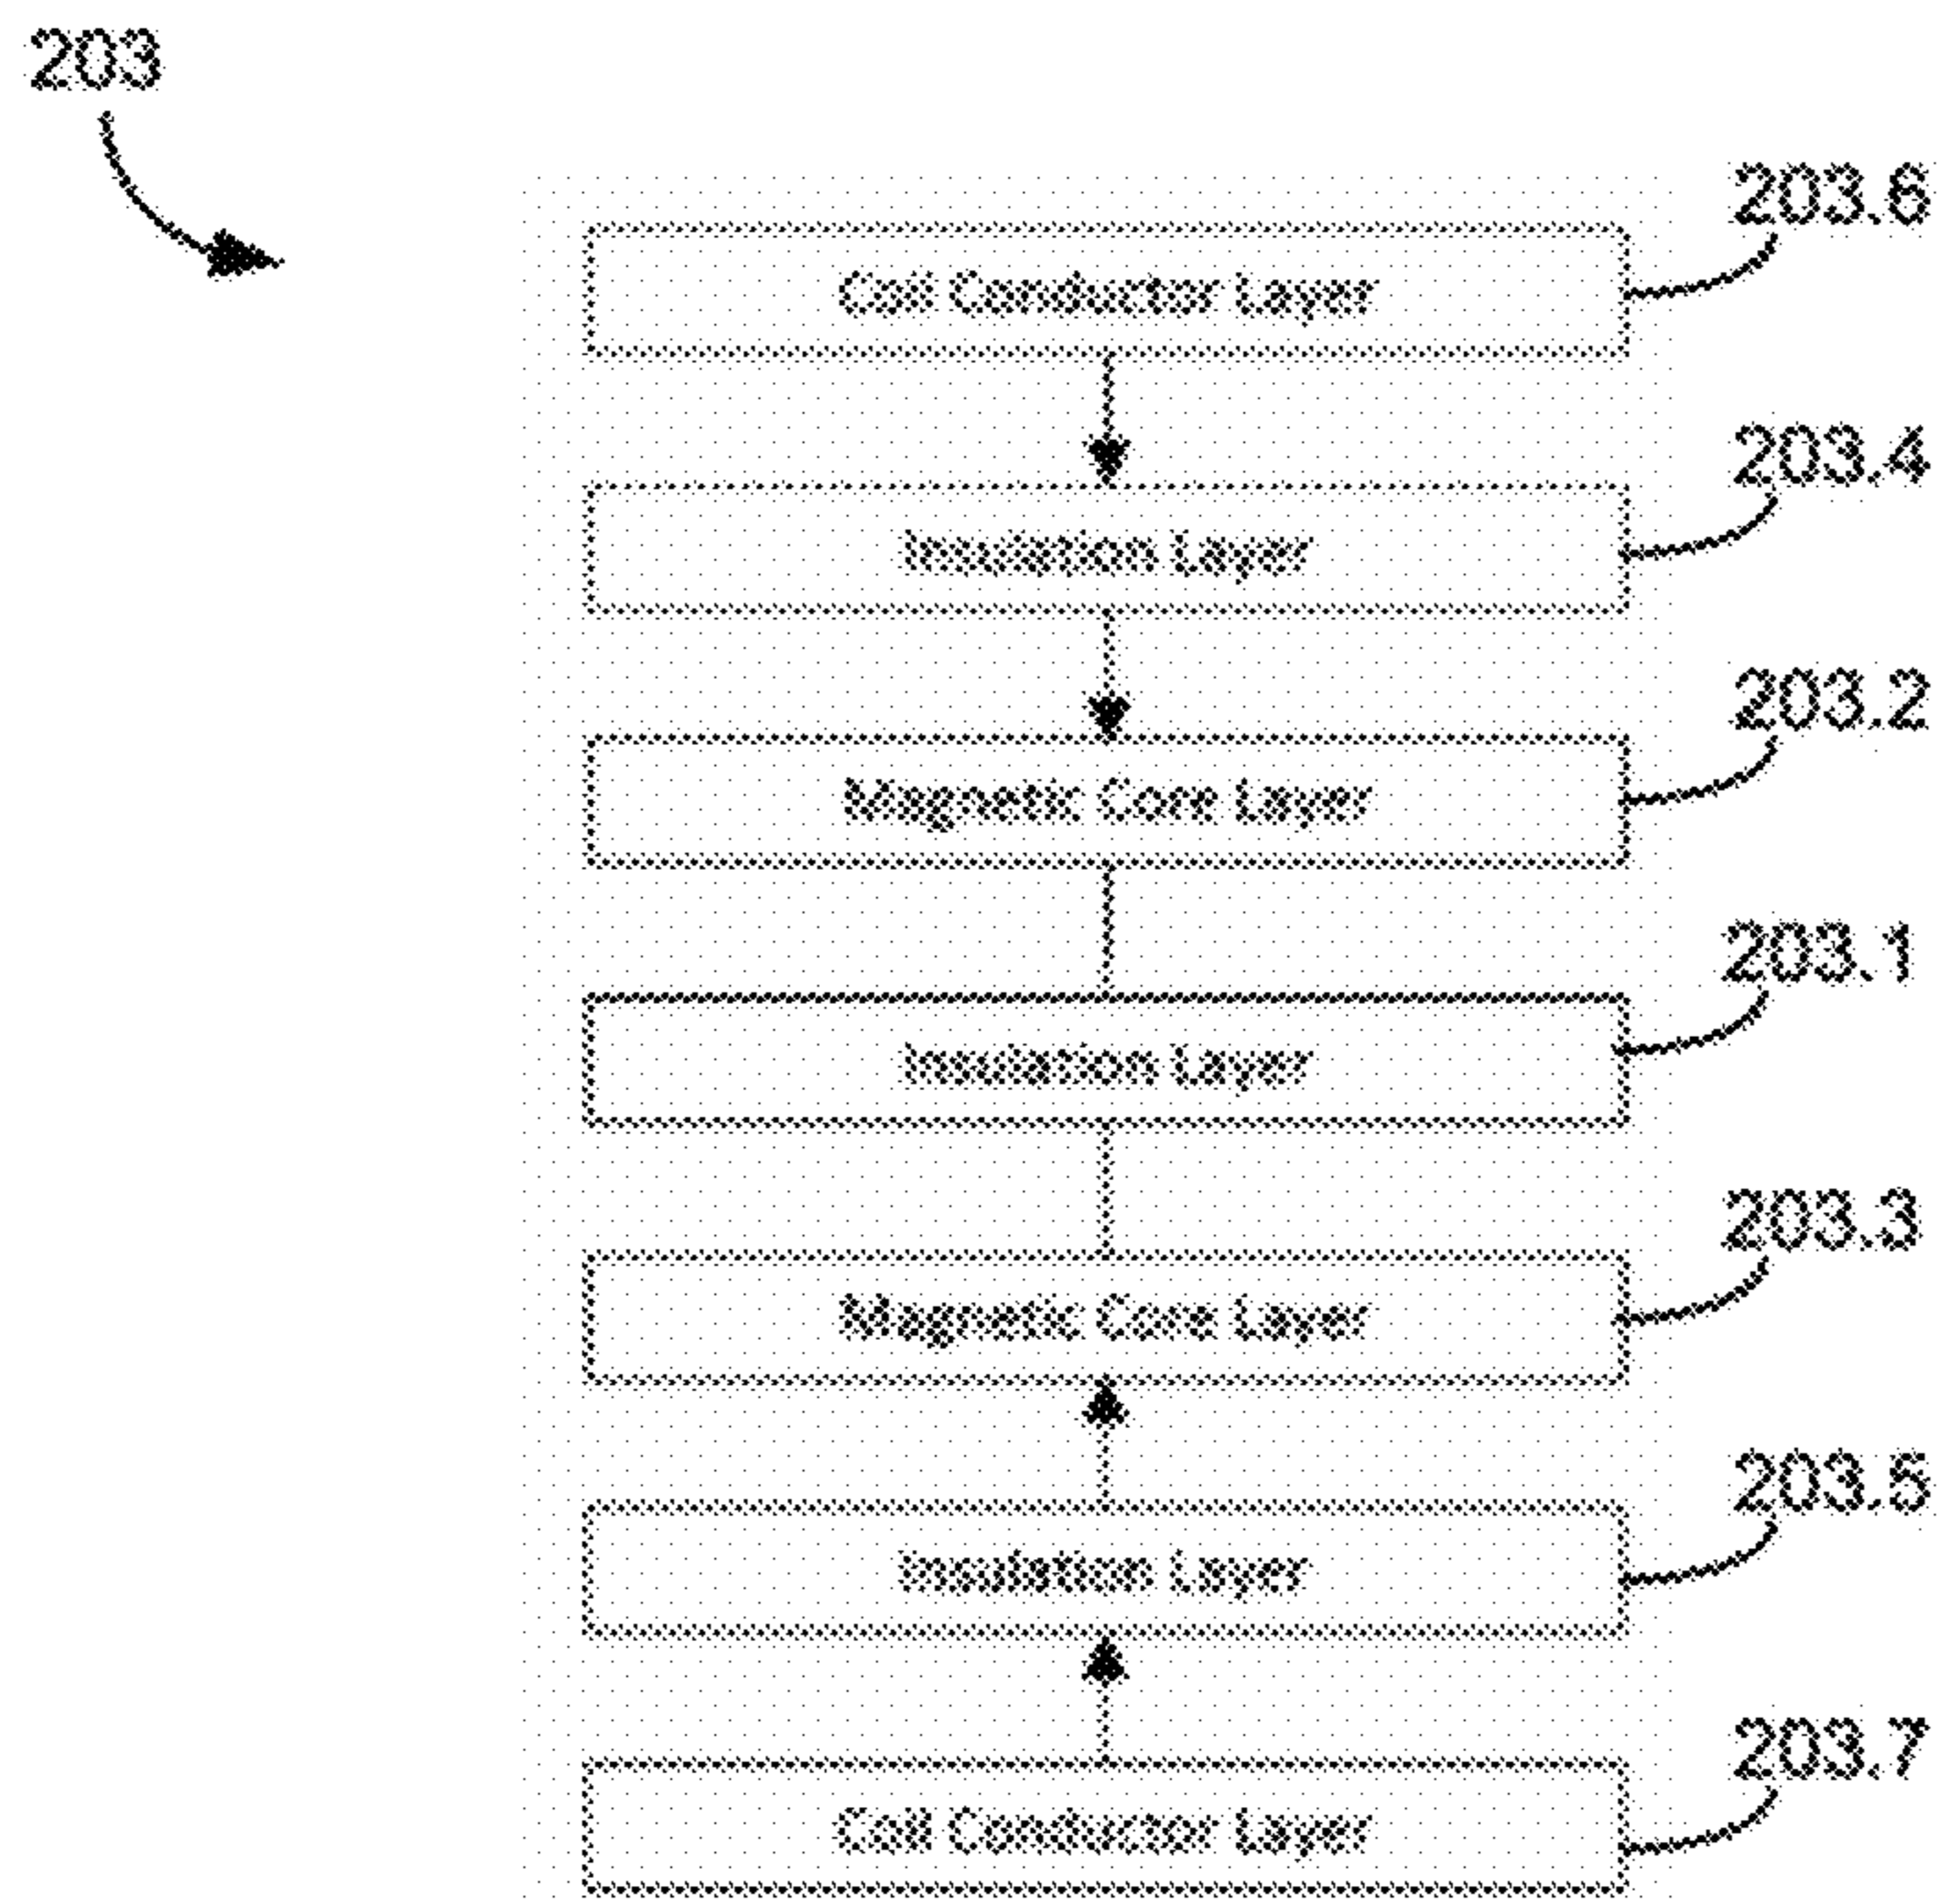 203
203.6
Coil Conductor Layer
203.4
Insulation Layer
203.2
Magnetic Core Layer
203.1
Insulation Layer
203.3
Magnetic Core Layer
203.5
Insulation Layer
203.7
Coil Conductor Layer